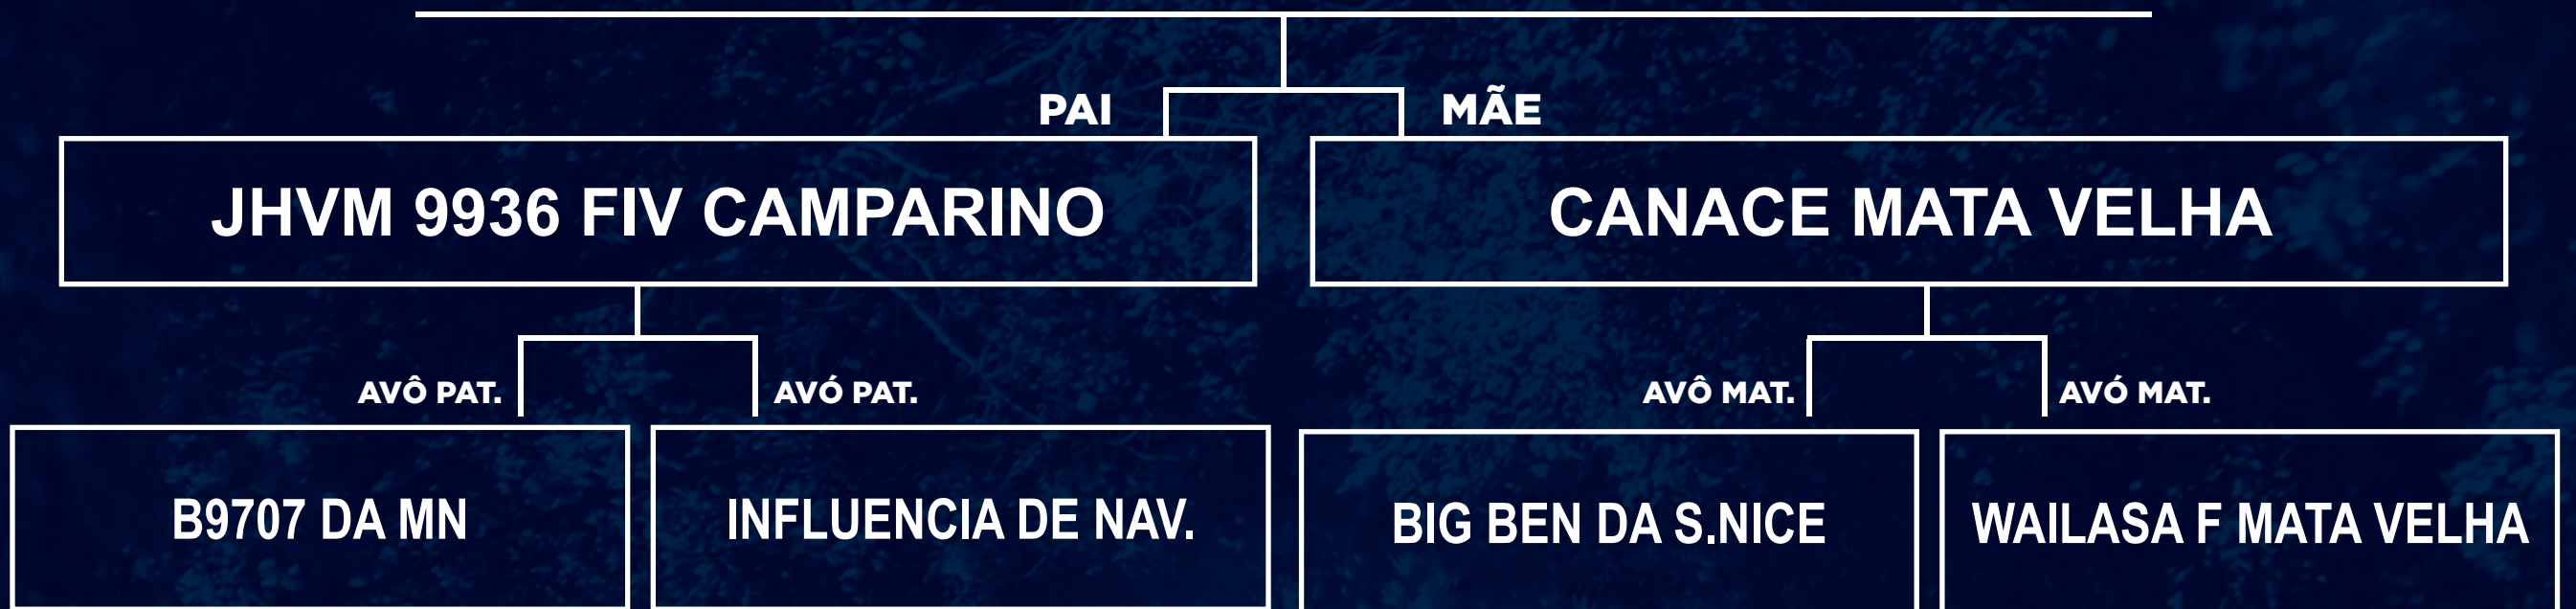 PAI
MÃE
JHVM 9936 FIV CAMPARINO
CANACE MATA VELHA
AVÔ PAT.
AVÓ PAT.
AVÔ MAT.
AVÓ MAT.
B9707 DA MN
INFLUENCIA DE NAV.
BIG BEN DA S.NICE
WAILASA F MATA VELHA